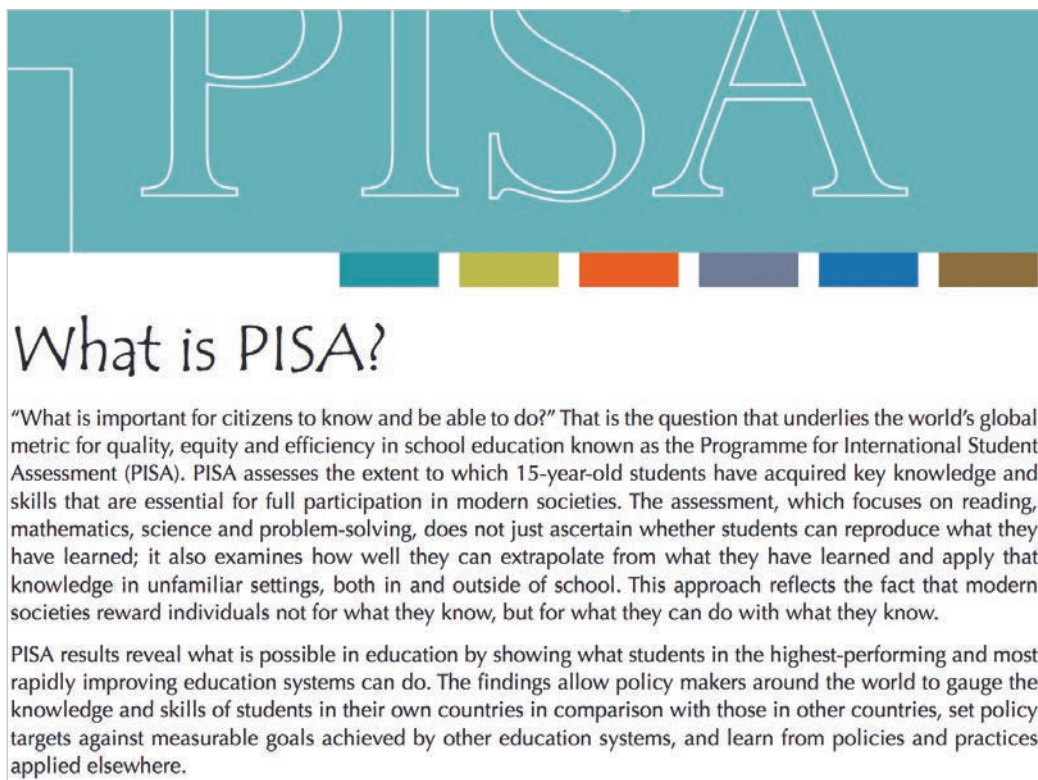 PISA
What is PISA?
“What is important for citizens to know and be able to do?” That is the question that underlies the world’s global
metric for quality, equity and efficiency in school education known as the Programme for International Student
Assessment (PISA). PISA assesses the extent to which 15-year-old students have acquired key knowledge and
skills that are essential for full participation in modern societies. The assessment, which focuses on reading,
mathematics, science and problem-solving, does not just ascertain whether students can reproduce what they
have learned; it also examines how well they can extrapolate from what they have learned and apply that
knowledge in unfamiliar settings, both in and outside of school. This approach reflects the fact that modern
societies reward individuals not for what they know, but for what they can do with what they know.
PISA results reveal what is possible in education by showing what students in the highest-performing and most
rapidly improving education systems can do. The findings allow policy makers around the world to gauge the
knowledge and skills of students in their own countries in comparison with those in other countries, set policy
targets against measurable goals achieved by other education systems, and learn from policies and practices
applied elsewhere.